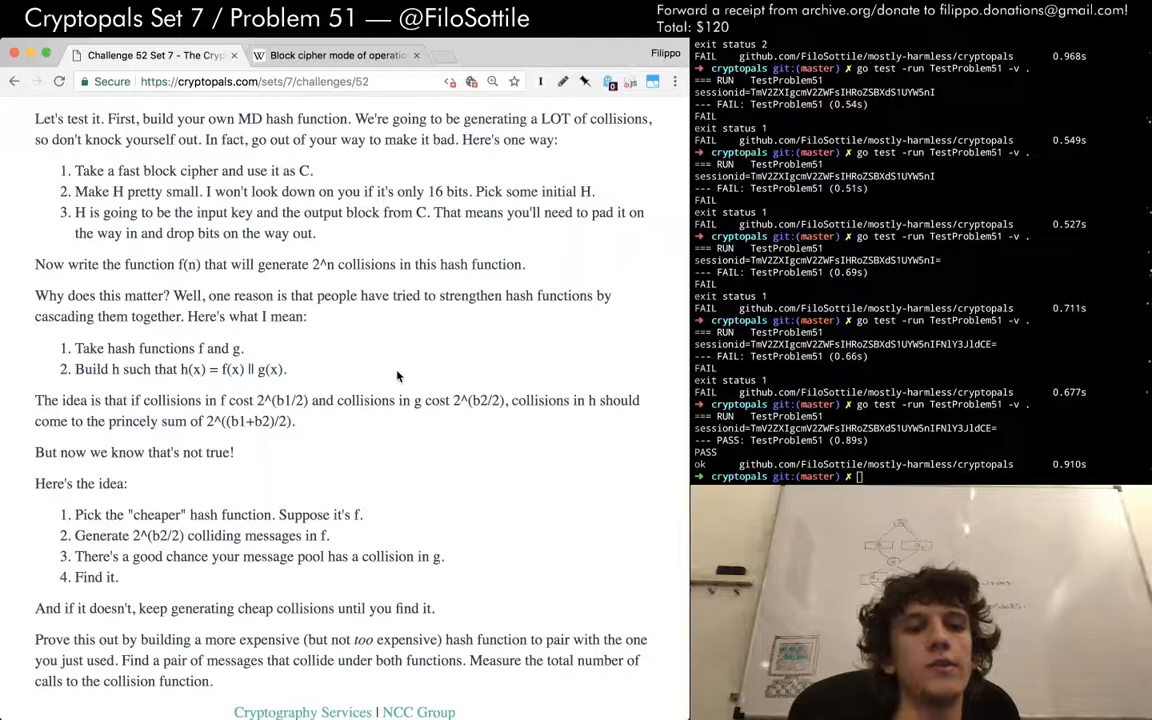 Cryptopals Set 7 / Problem 51 — @FiloSottile
Forward a receipt from archive.org/donate to filippo.donations@gmail.com!
Total: $120
Challenge 52 Set 7 - The Cryp
Block cipher mode of operatio
Filippo
Secure
https://cryptopals.com/sets/7/challenges/52
Let's test it. First, build your own MD hash function. We're going to be generating a LOT of collisions,
so don't knock yourself out. In fact, go out of your way to make it bad. Here's one way:
1. Take a fast block cipher and use it as C.
2. Make H pretty small. I won't look down on you if it's only 16 bits. Pick some initial H.
3. H is going to be the input key and the output block from C. That means you'll need to pad it on
the way in and drop bits on the way out.
Now write the function f(n) that will generate 2^n collisions in this hash function.
Why does this matter? Well, one reason is that people have tried to strengthen hash functions by
cascading them together. Here's what I mean:
1. Take hash functions f and g.
2. Build h such that h(x) = f(x) || g(x).
The idea is that if collisions in f cost 2^(b1/2) and collisions in g cost 2^(b2/2), collisions in h should
come to the princely sum of 2^((b1+b2)/2).
But now we know that's not true!
Here's the idea:
1. Pick the "cheaper" hash function. Suppose it's f.
2. Generate 2^(b2/2) colliding messages in f.
3. There's a good chance your message pool has a collision in g.
4. Find it.
And if it doesn't, keep generating cheap collisions until you find it.
Prove this out by building a more expensive (but not too expensive) hash function to pair with the one
you just used. Find a pair of messages that collide under both functions. Measure the total number of
calls to the collision function.
Cryptography Services | NCC Group
exit status 2
FAIL github.com/FiloSottile/mostly-harmless/cryptopals 0.968s
➜ cryptopals git:(master) ✗ go test -run TestProblem51 -v .
=== RUN TestProblem51
sessionid=TmV2ZXIgcmV2ZWFsIHRoZSBXdS1UYW5nI
--- FAIL: TestProblem51 (0.54s)
FAIL
exit status 1
FAIL github.com/FiloSottile/mostly-harmless/cryptopals 0.549s
➜ cryptopals git:(master) ✗ go test -run TestProblem51 -v .
=== RUN TestProblem51
sessionid=TmV2ZXIgcmV2ZWFsIHRoZSBXdS1UYW5nI
--- FAIL: TestProblem51 (0.51s)
FAIL
exit status 1
FAIL github.com/FiloSottile/mostly-harmless/cryptopals 0.527s
➜ cryptopals git:(master) ✗ go test -run TestProblem51 -v .
=== RUN TestProblem51
sessionid=TmV2ZXIgcmV2ZWFsIHRoZSBXdS1UYW5nI=
--- FAIL: TestProblem51 (0.69s)
FAIL
exit status 1
FAIL github.com/FiloSottile/mostly-harmless/cryptopals 0.711s
➜ cryptopals git:(master) ✗ go test -run TestProblem51 -v .
=== RUN TestProblem51
sessionid=TmV2ZXIgcmV2ZWFsIHRoZSBXdS1UYW5nIFNlY3JldCE=
--- FAIL: TestProblem51 (0.66s)
FAIL
exit status 1
FAIL github.com/FiloSottile/mostly-harmless/cryptopals 0.677s
➜ cryptopals git:(master) ✗ go test -run TestProblem51 -v .
=== RUN TestProblem51
sessionid=TmV2ZXIgcmV2ZWFsIHRoZSBXdS1UYW5nIFNlY3JldCE=
--- PASS: TestProblem51 (0.89s)
PASS
ok github.com/FiloSottile/mostly-harmless/cryptopals 0.910s
➜ cryptopals git:(master) ✗